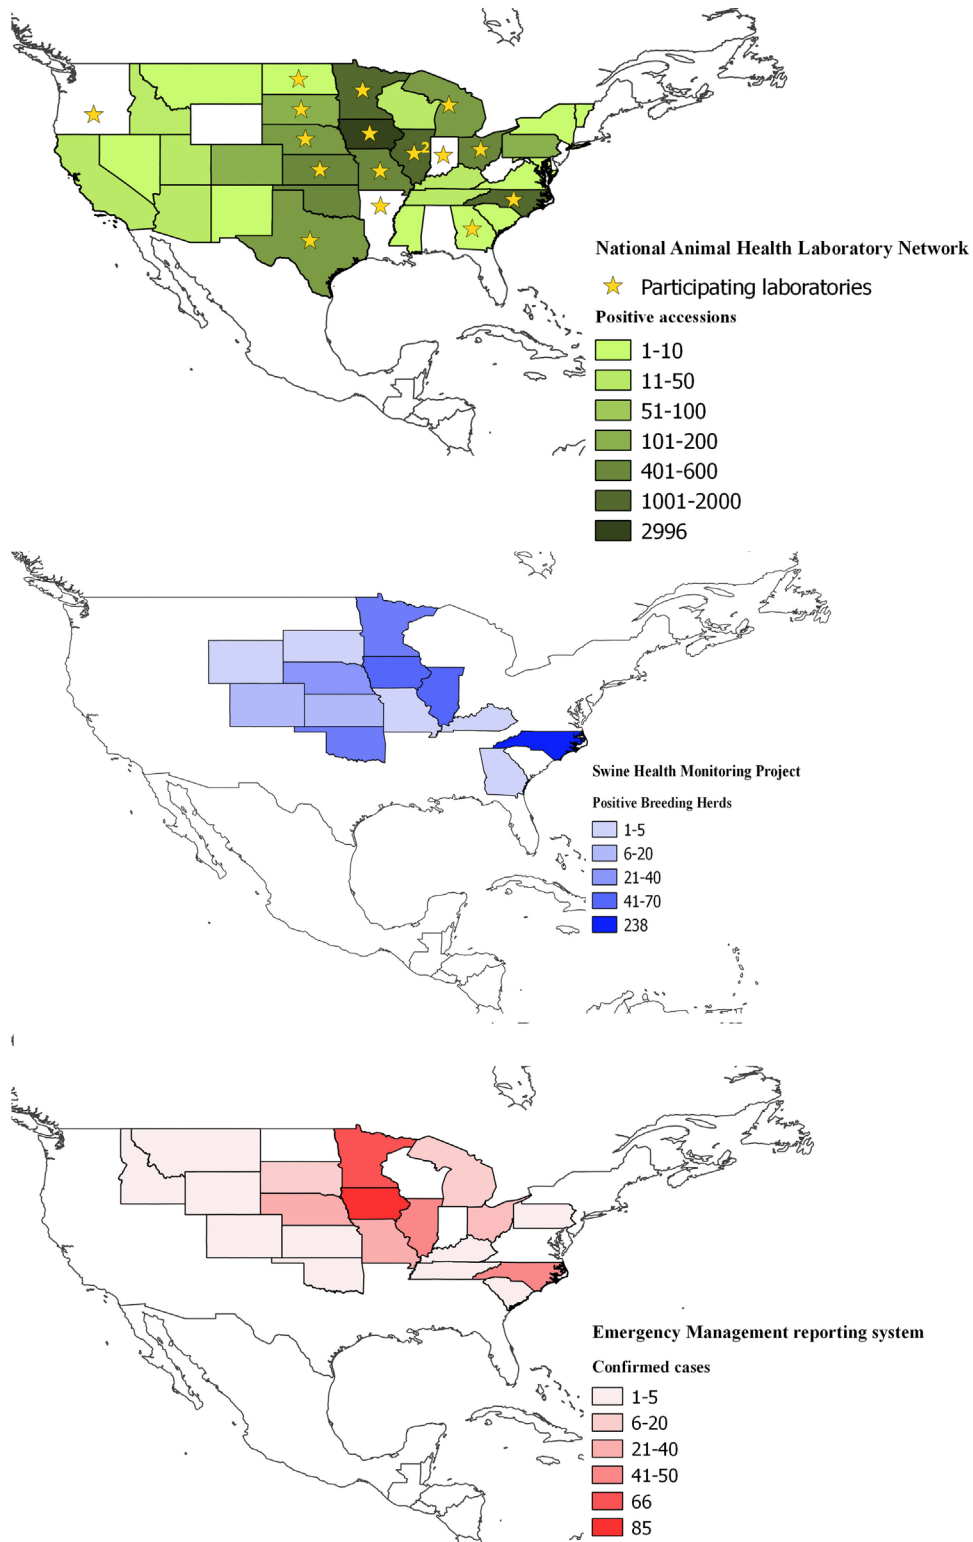 2
National Animal Health Laboratory Network
Participating laboratories
Positive accessions
1-10
11-50
51-100
101-200
401-600
1001-2000
2996
Swine Health Monitoring Project
Positive Breeding Herds
1-5
6-20
21-40
41-70
238
Emergency Management reporting system
Confirmed cases
1-5
6-20
21-40
41-50
66
85